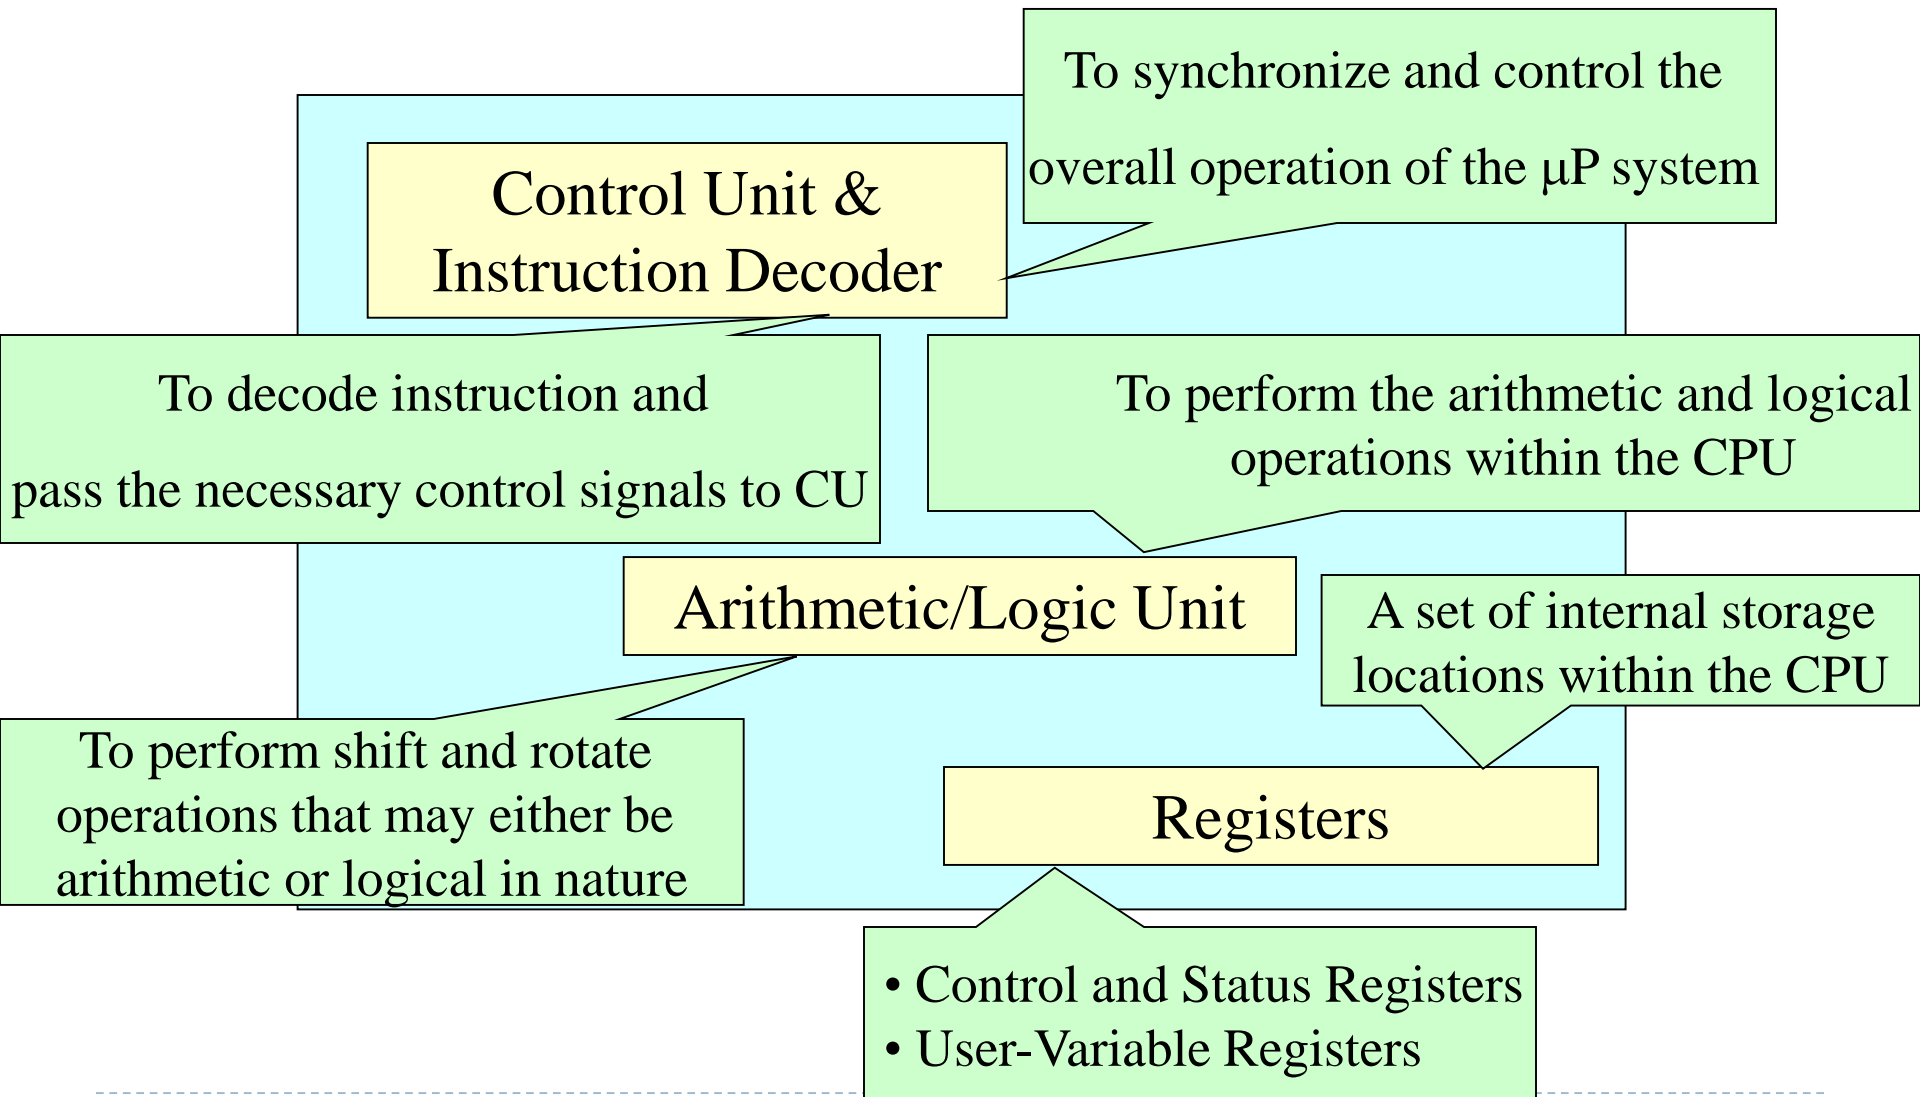 To synchronize and control the
overall operation of the μP system
Control Unit &
Instruction Decoder
To decode instruction and
pass the necessary control signals to CU
To perform the arithmetic and logical
operations within the CPU
Arithmetic/Logic Unit
A set of internal storage
locations within the CPU
To perform shift and rotate
operations that may either be
arithmetic or logical in nature
Registers
• Control and Status Registers
• User-Variable Registers